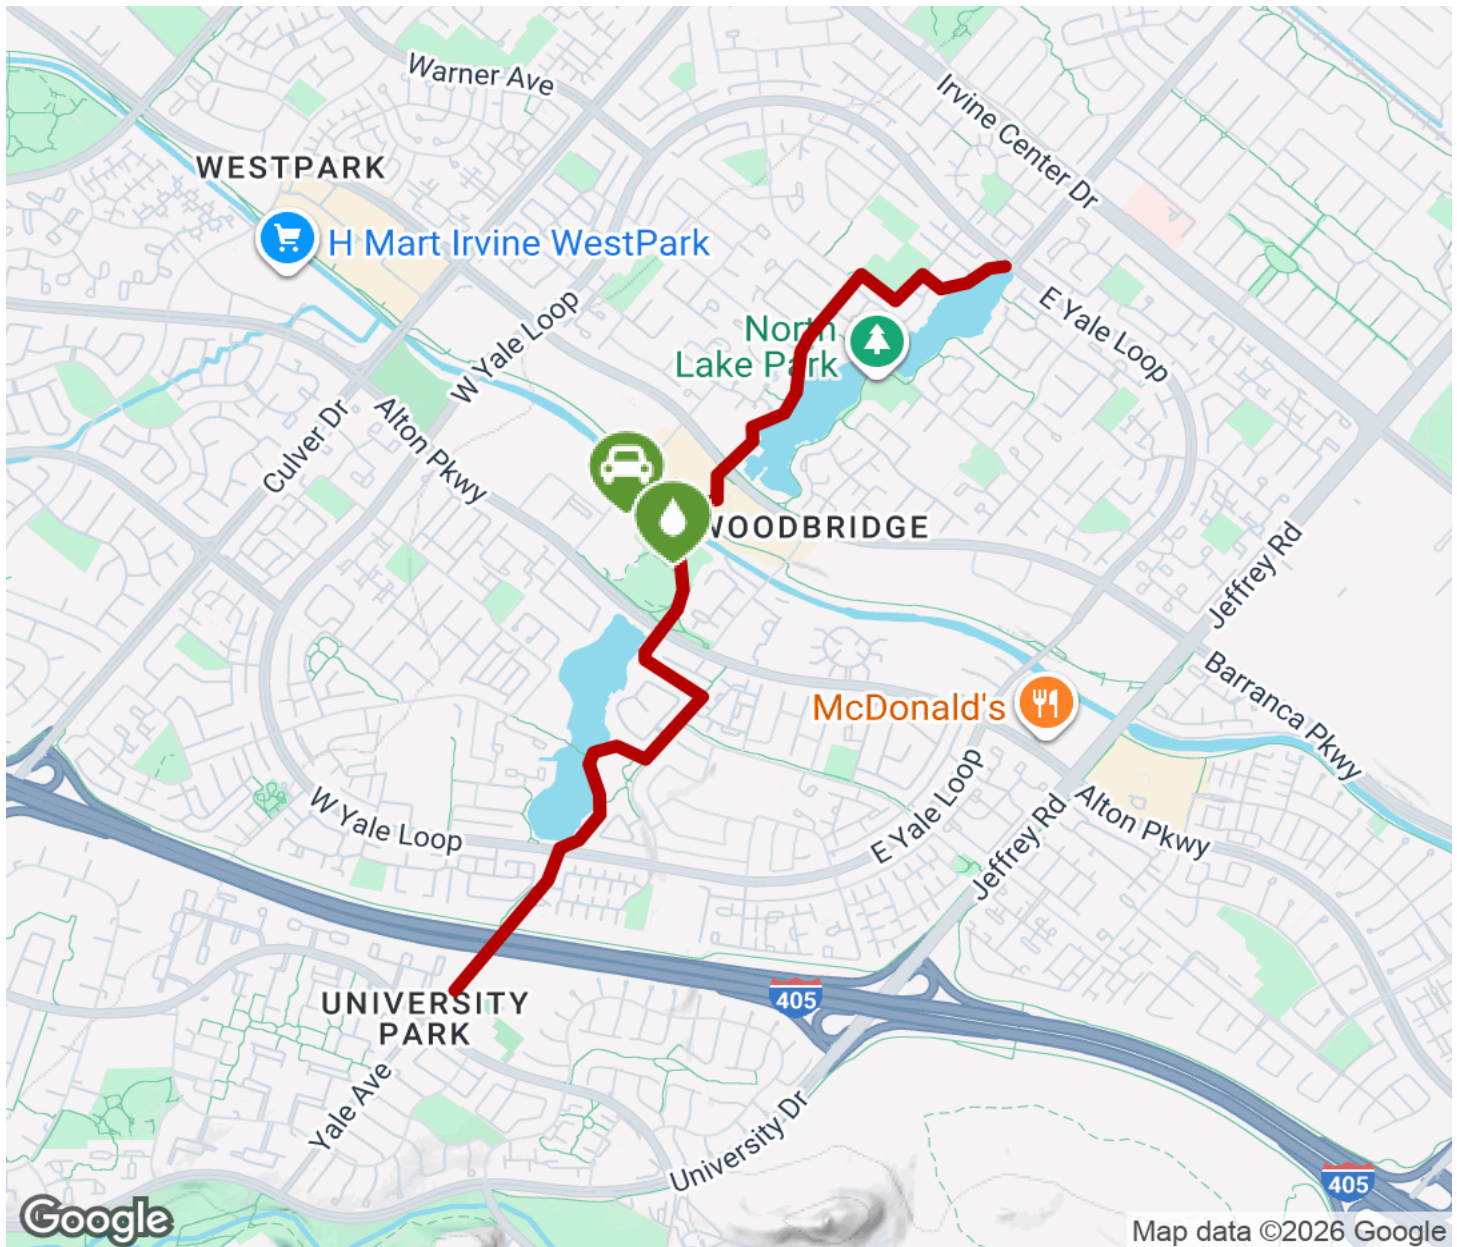 Warner Ave
Irvine Center Dr
WESTPARK
H Mart Irvine WestPark
E Yale Loop
W Yale Loop
North
Lake Park
Culver Dr
Alton Pkwy
WOODBRIDGE
Jeffrey Rd
Barranca Pkwy
McDonald's
E Yale Loop
Alton Pkwy
W Yale Loop
Jeffrey Rd
405
UNIVERSITY
PARK
Yale Ave
University Dr
405
Google
Map data ©2026 Google